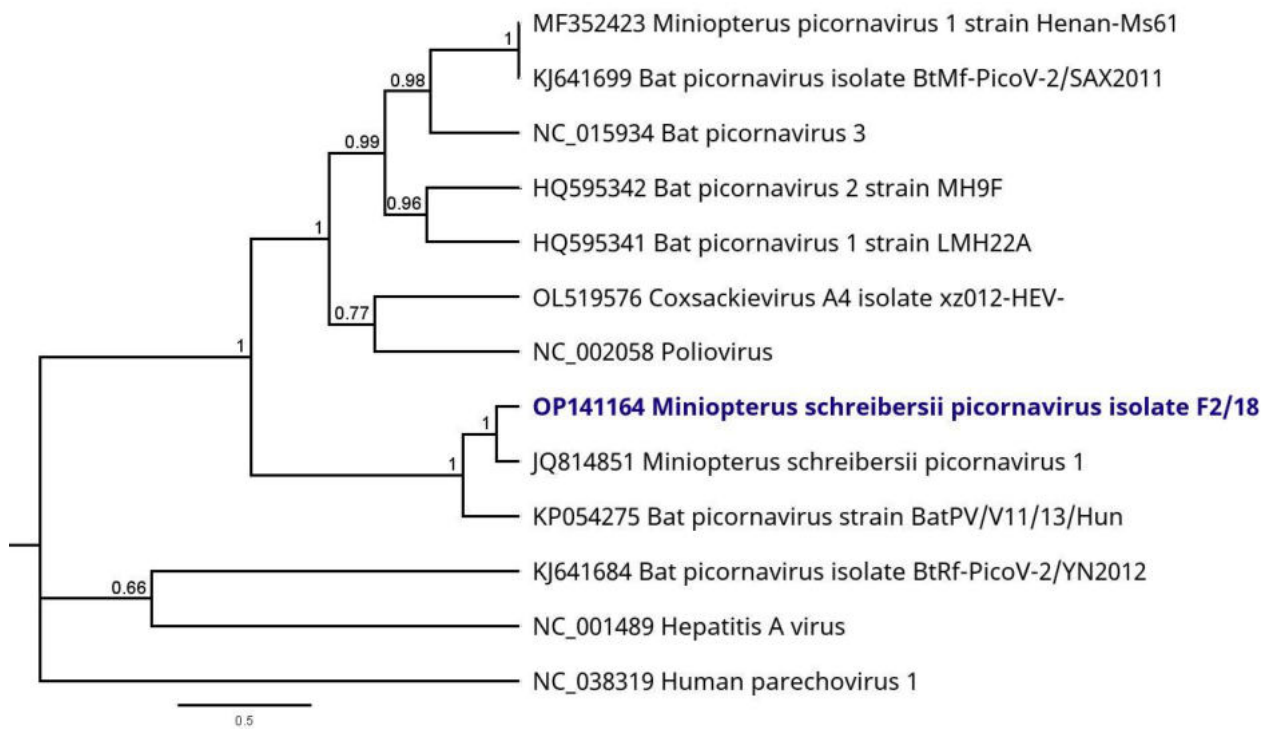 MF352423 Miniopterus picornavirus 1 strain Henan-Ms61
1
KJ641699 Bat picornavirus isolate BtMf-PicoV-2/SAX2011
0.98
NC_015934 Bat picornavirus 3
0.99
HQ595342 Bat picornavirus 2 strain MH9F
0.96
HQ595341 Bat picornavirus 1 strain LMH22A
1
OL519576 Coxsackievirus A4 isolate xz012-HEV-
0.77
NC_002058 Poliovirus
1
OP141164 Miniopterus schreibersii picornavirus isolate F2/18
1
JQ814851 Miniopterus schreibersii picornavirus 1
1
KP054275 Bat picornavirus strain BatPV/V11/13/Hun
KJ641684 Bat picornavirus isolate BtRf-PicoV-2/YN2012
0.66
NC_001489 Hepatitis A virus
NC_038319 Human parechovirus 1
0.5